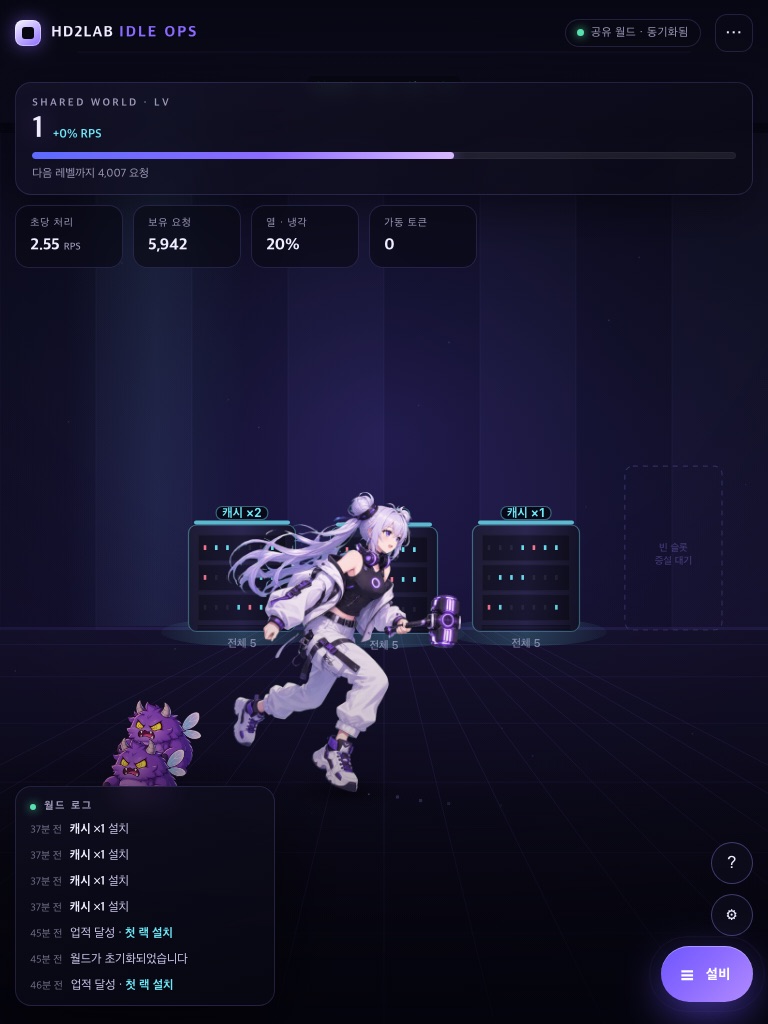 HD2LAB IDLE OPS
공유 월드 · 동기화됨
SHARED WORLD · LV
1 +0% RPS
다음 레벨까지 4,007 요청
초당 처리
2.55 RPS
보유 요청
5,942
열 · 냉각
20%
가동 토큰
0
캐시 ×2
캐시 ×1
빈 슬롯
증설 대기
전체 5
전체 5
전체 5
월드 로그
37분 전 캐시 ×1 설치
37분 전 캐시 ×1 설치
37분 전 캐시 ×1 설치
37분 전 캐시 ×1 설치
45분 전 업적 달성 · 첫 랙 설치
45분 전 월드가 초기화되었습니다
46분 전 업적 달성 · 첫 랙 설치
?
설비